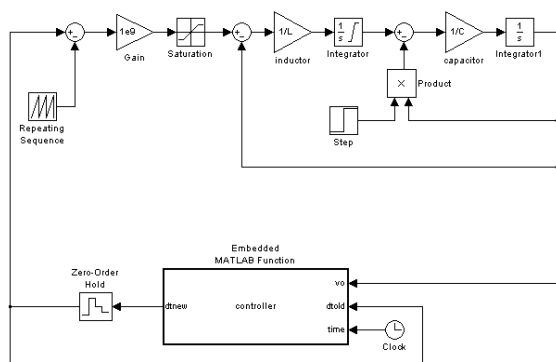 1e9
Gain
Saturation
1/L
inductor
1
s
Integrator
1/C
capacitor
1
s
Integrator1
×
Product
Repeating
Sequence
Step
Embedded
MATLAB Function
Zero-Order
Hold
dtnew
controller
vo
dtold
time
Clock